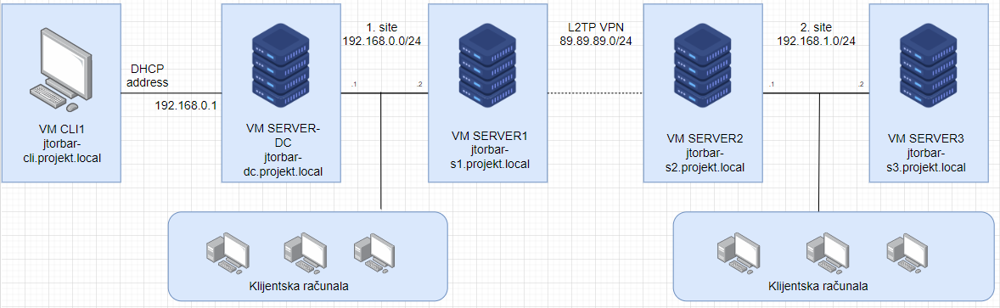 1. site
192.168.0.0/24
L2TP VPN
89.89.89.0/24
2. site
192.168.1.0/24
DHCP
address
192.168.0.1
.1
.2
.1
.2
VM CLI1
jtorbar-
cli.projekt.local
VM SERVER-
DC
jtorbar-
dc.projekt.local
VM SERVER1
jtorbar-
s1.projekt.local
VM SERVER2
jtorbar-
s2.projekt.local
VM SERVER3
jtorbar-
s3.projekt.local
Klijentska računala
Klijentska računala